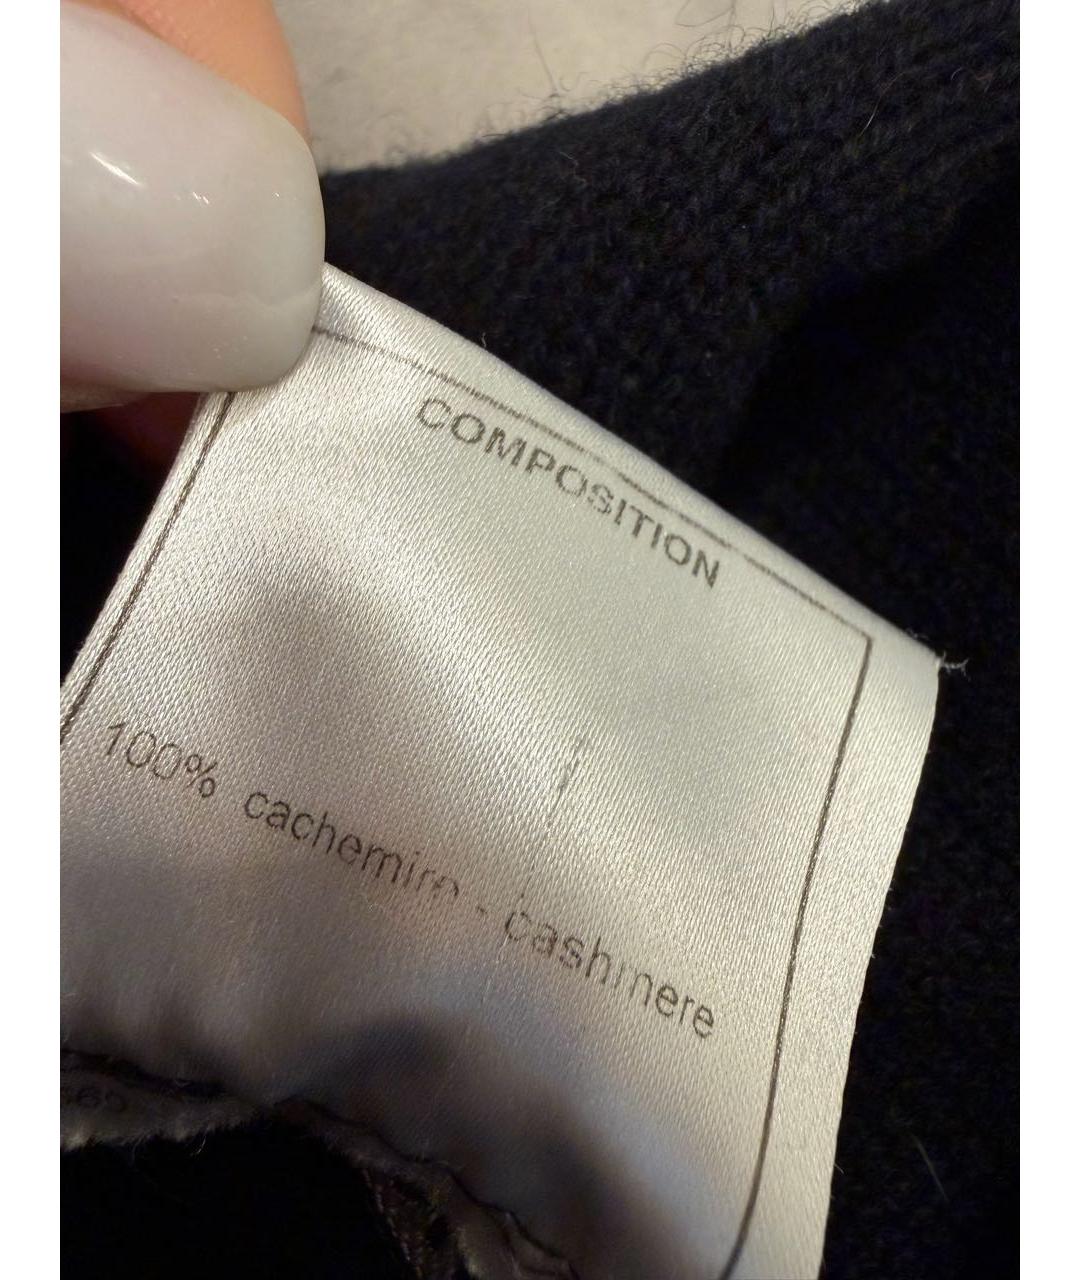 COMPOSITION
100% cachemire - cashmere